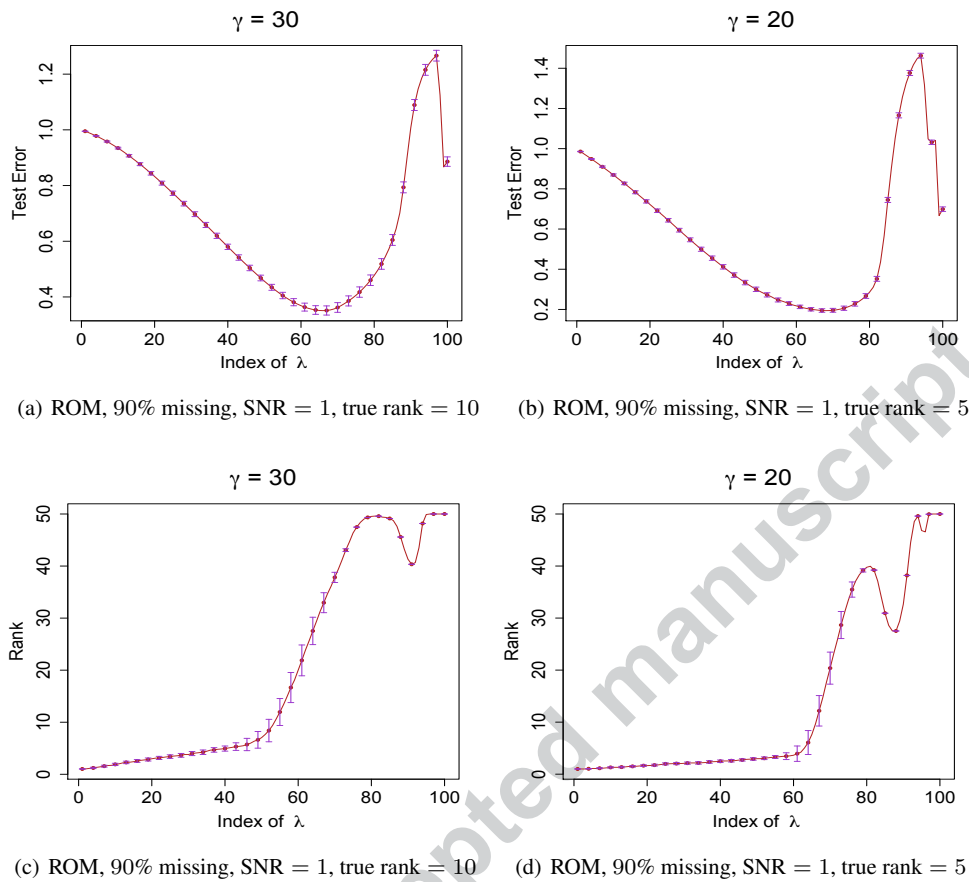 γ = 30
γ = 20
Test Error
0.4 0.6 0.8 1.0 1.2
0 20 40 60 80 100
Index of λ
Test Error
0.2 0.4 0.6 0.8 1.0 1.2 1.4
0 20 40 60 80 100
Index of λ
(a) ROM, 90% missing, SNR = 1, true rank = 10
(b) ROM, 90% missing, SNR = 1, true rank = 5
γ = 30
γ = 20
Rank
0 10 20 30 40 50
0 20 40 60 80 100
Index of λ
Rank
0 10 20 30 40 50
0 20 40 60 80 100
Index of λ
(c) ROM, 90% missing, SNR = 1, true rank = 10
(d) ROM, 90% missing, SNR = 1, true rank = 5
pted manuscript